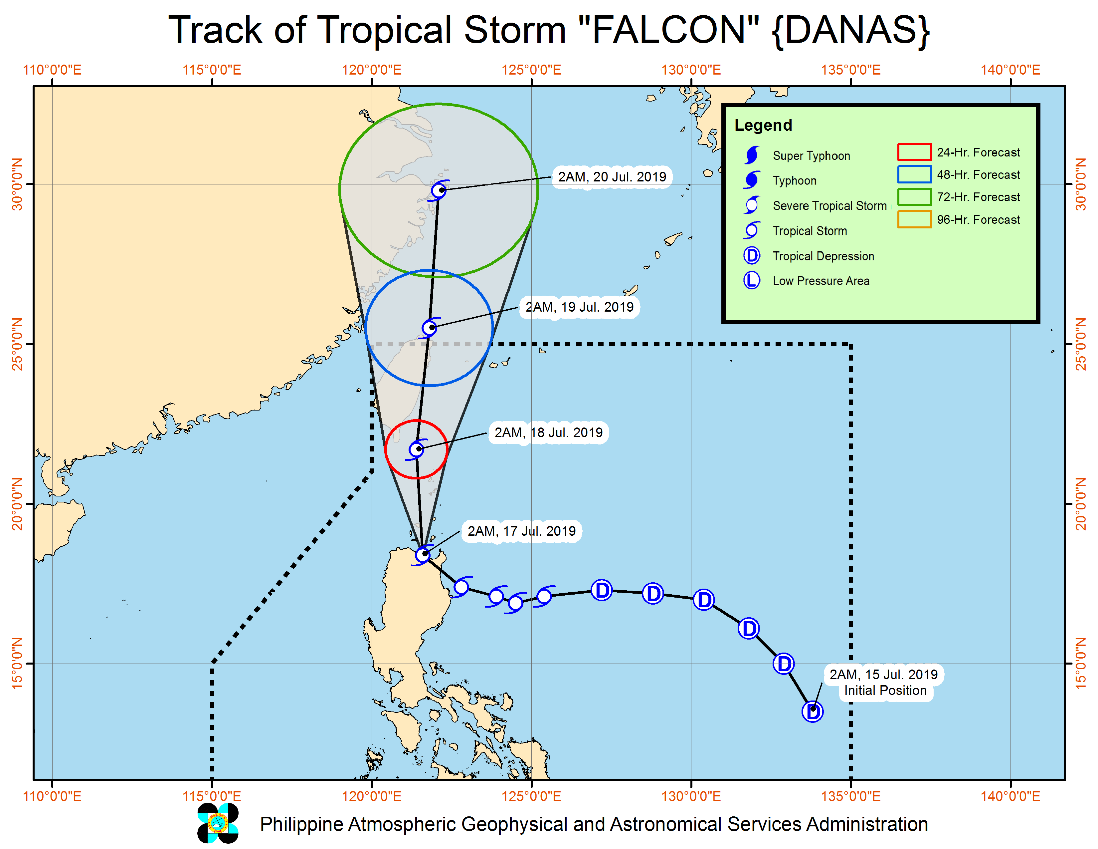 Track of Tropical Storm "FALCON" {DANAS}
110°0'0"E 115°0'0"E 120°0'0"E 125°0'0"E 130°0'0"E 135°0'0"E 140°0'0"E
Legend
Super Typhoon
Typhoon
Severe Tropical Storm
Tropical Storm
D Tropical Depression
L Low Pressure Area
24-Hr. Forecast
48-Hr. Forecast
72-Hr. Forecast
96-Hr. Forecast
30°0'0"N 30°0'0"N
2AM, 20 Jul. 2019
2AM, 19 Jul. 2019
25°0'0"N 25°0'0"N
2AM, 18 Jul. 2019
20°0'0"N 20°0'0"N
2AM, 17 Jul. 2019
D D D D D D
15°0'0"N 15°0'0"N
2AM, 15 Jul. 2019
Initial Position
110°0'0"E 115°0'0"E 120°0'0"E 125°0'0"E 130°0'0"E 135°0'0"E 140°0'0"E
Philippine Atmospheric Geophysical and Astronomical Services Administration